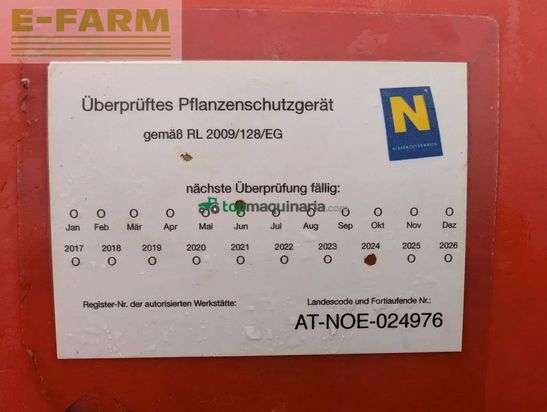 E-FARM
Überprüftes Pflanzenschutzgerät
gemäß RL 2009/128/EG
N
NIEDERÖSTERREICH
nächste Überprüfung fällig:
topmaquinaria.com
O O O O O O O O O O O
Jan Feb Mär Apr Mai Jun Jul Aug Sep Okt Nov Dez
2017 2018 2019 2020 2021 2022 2023 2024 2025 2026
O O O O O O O O O
Register-Nr. der autorisierten Werkstätte:
Landescode und Fortlaufende Nr.:
AT-NOE-024976